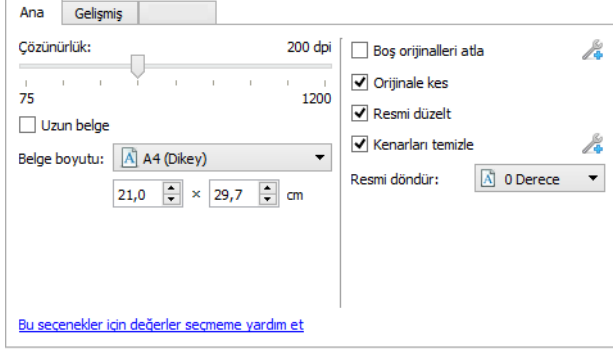 Ana Gelişmiş
Çözünürlük: 200 dpi
75 1200
Uzun belge
Belge boyutu: A4 (Dikey)
21,0 × 29,7 cm
Boş orijinalleri atla
Orijinale kes
Resmi düzelt
Kenarları temizle
Resmi döndür: 0 Derece
Bu seçenekler için değerler seçmeme yardım et